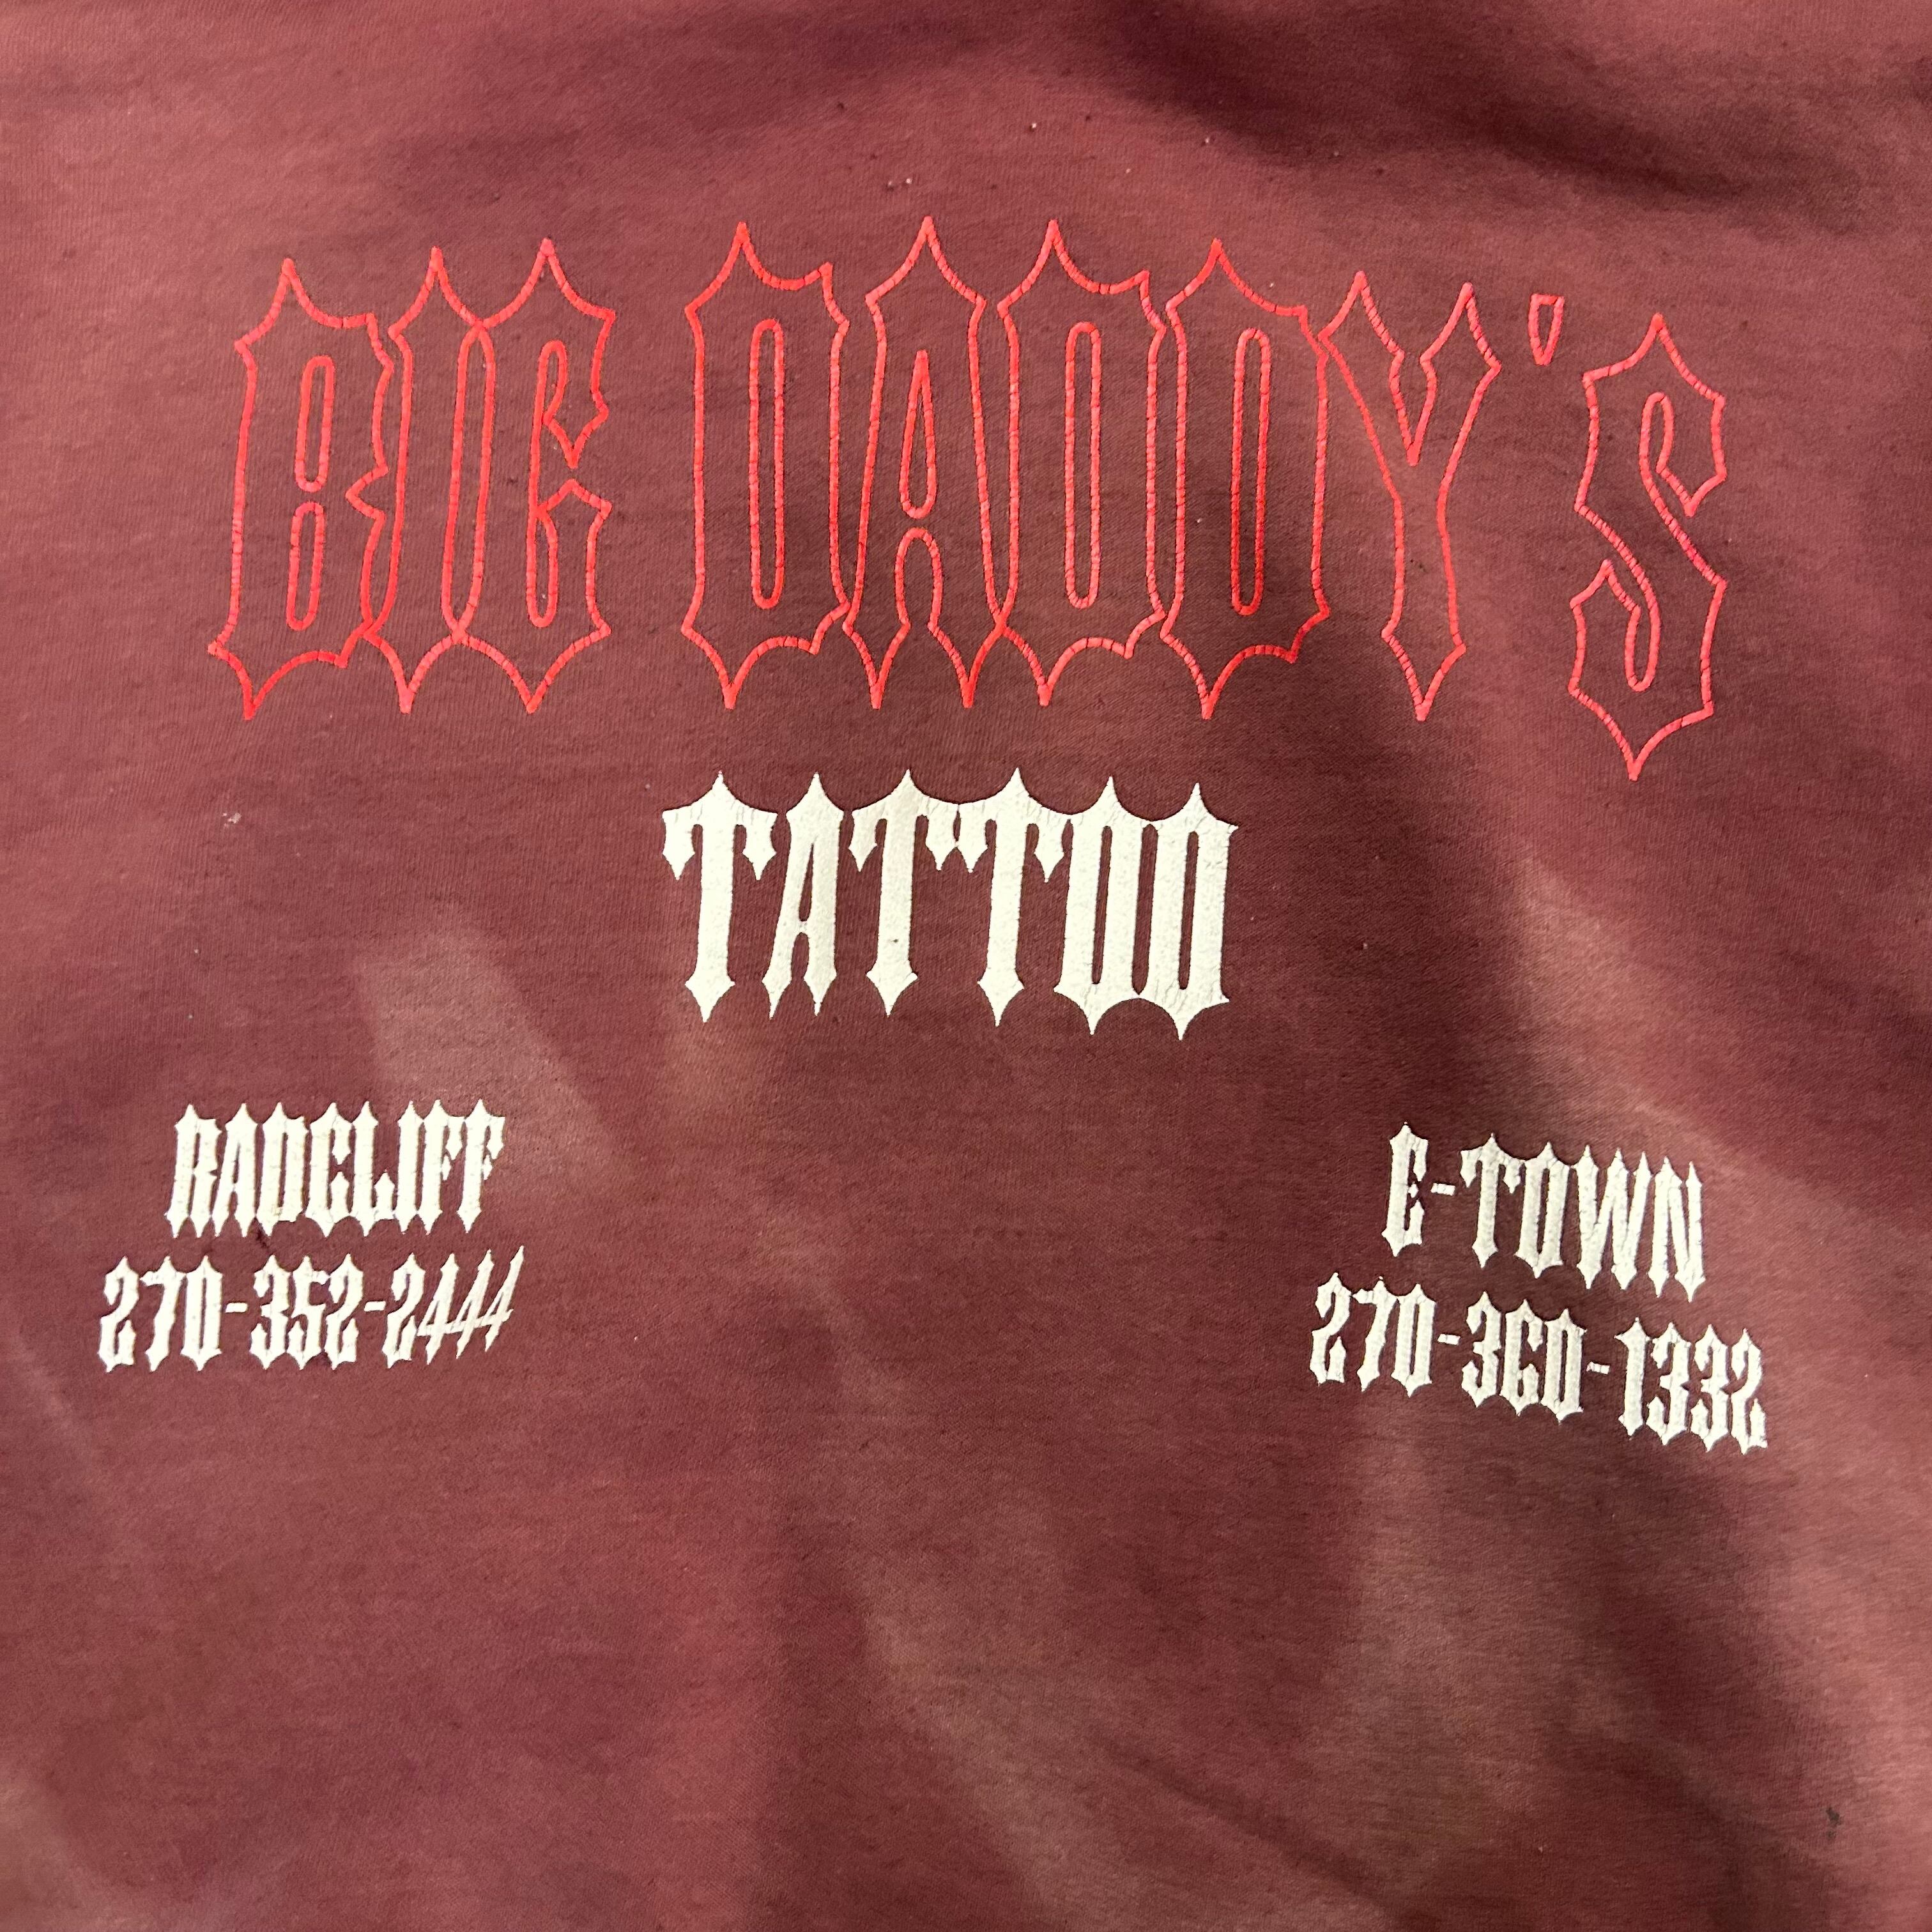 BIG DADDY'S
TATTOO
RADCLIFF
270-352-2444
E-TOWN
270-360-1332